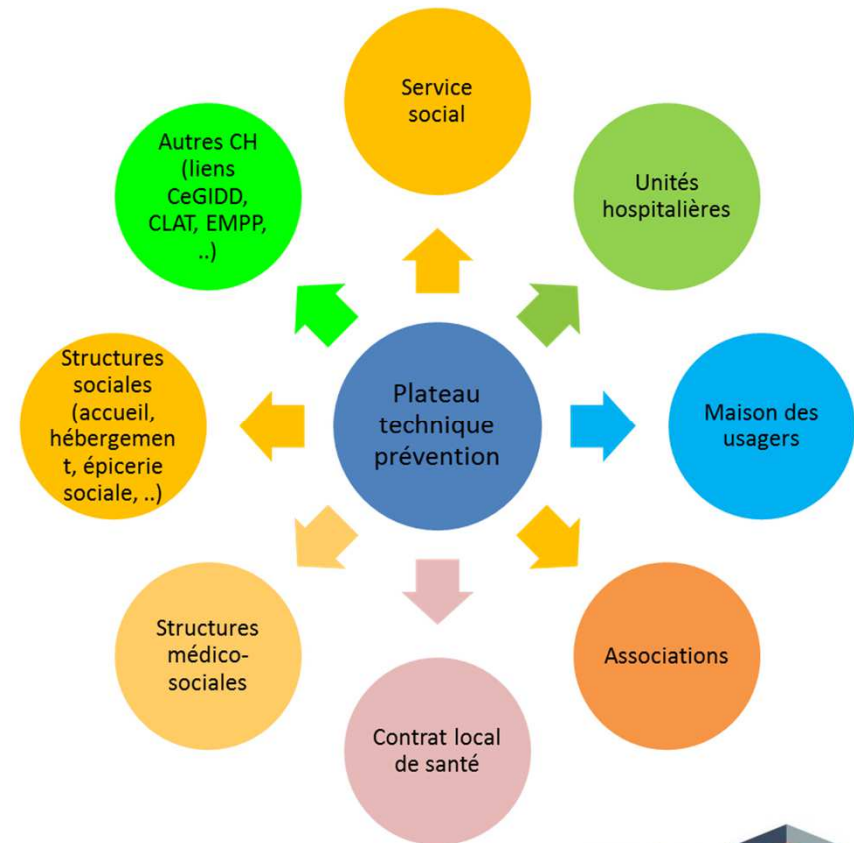 Service
social
Autres CH
(liens
CeGIDD,
CLAT, EMPP,
..)
Unités
hospitalières
Structures
sociales
(accueil,
hébergemen
t, épicerie
sociale, ..)
Plateau
technique
prévention
Maison des
usagers
Structures
médico-
sociales
Associations
Contrat local
de santé